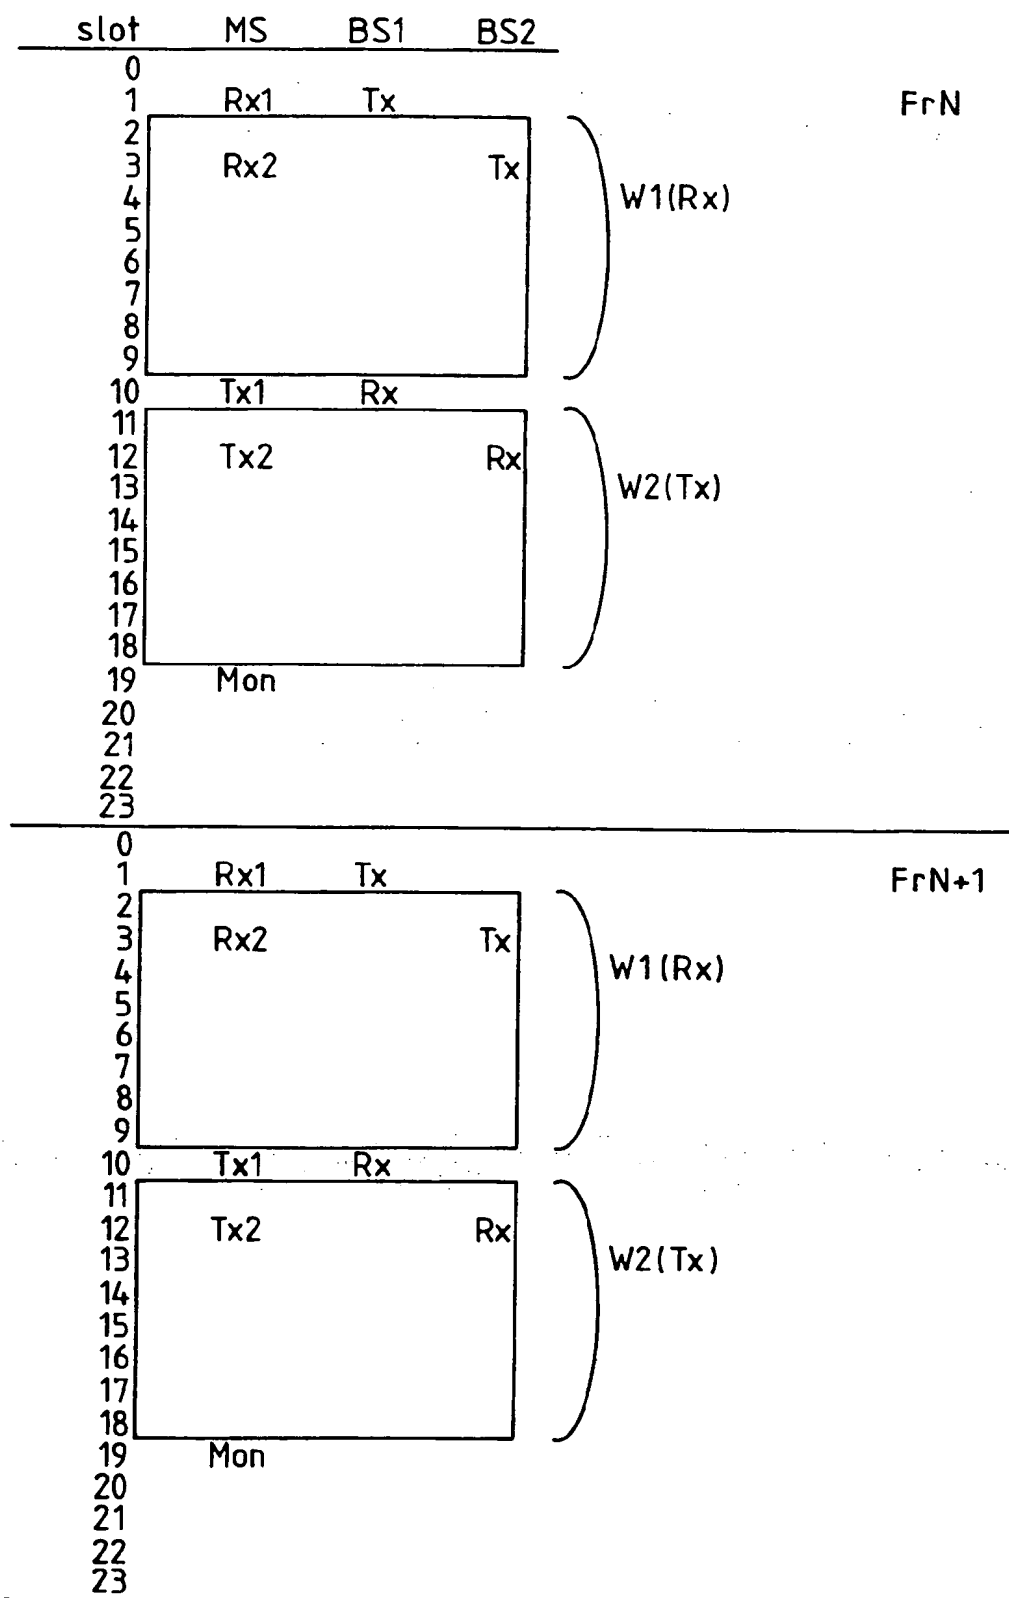 slot MS BS1 BS2
0
1 Rx1 Tx FrN
2
3 Rx2 Tx
4 W1(Rx)
5
6
7
8
9
10 Tx1 Rx
11
12 Tx2 Rx
13 W2(Tx)
14
15
16
17
18
19 Mon
20
21
22
23
0
1 Rx1 Tx FrN+1
2
3 Rx2 Tx
4 W1(Rx)
5
6
7
8
9
10 Tx1 Rx
11
12 Tx2 Rx
13 W2(Tx)
14
15
16
17
18
19 Mon
20
21
22
23